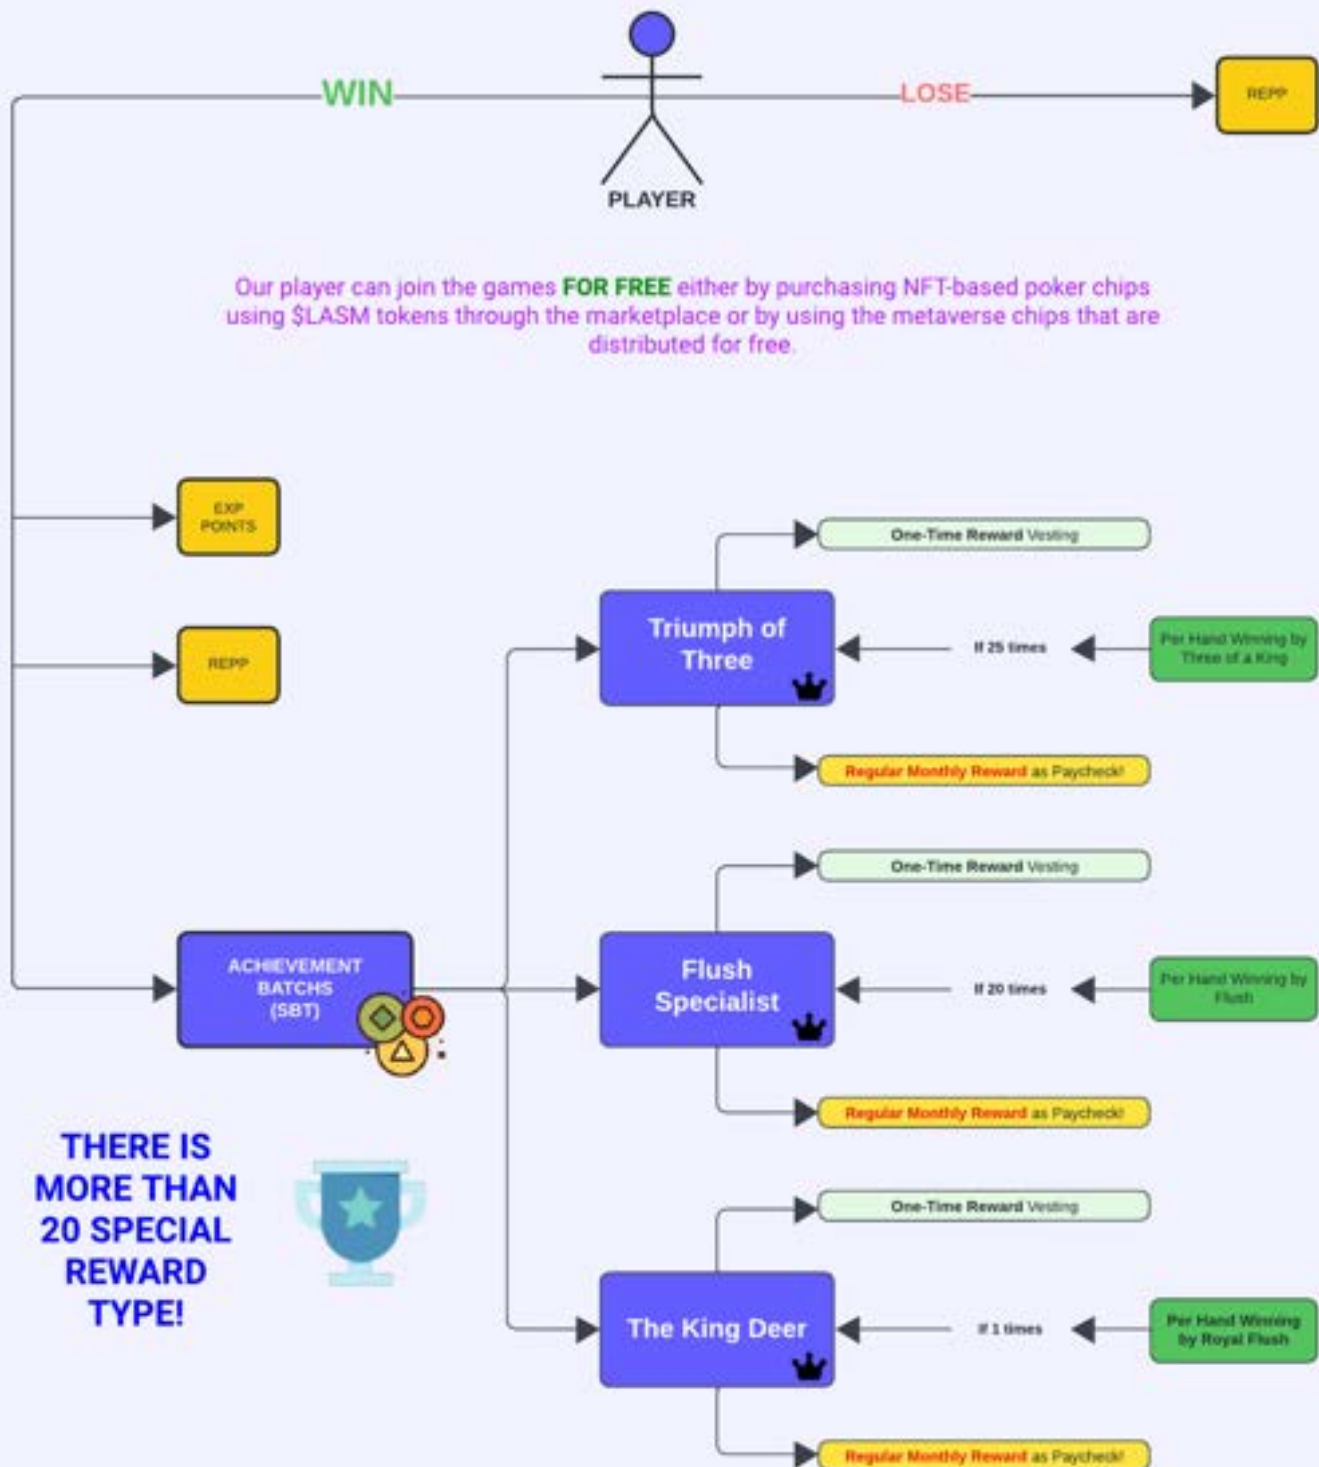 WIN
LOSE
REPP
PLAYER
Our player can join the games FOR FREE either by purchasing NFT-based poker chips
using $LASM tokens through the marketplace or by using the metaverse chips that are
distributed for free.
EXP
POINTS
REPP
One-Time Reward Vesting
Triumph of
Three
If 25 times
Per Hand Winning by
Three of a King
Regular Monthly Reward as Paycheck!
One-Time Reward Vesting
ACHIEVEMENT
BATCHS
(SBT)
Flush
Specialist
If 20 times
Per Hand Winning by
Flush
Regular Monthly Reward as Paycheck!
THERE IS
MORE THAN
20 SPECIAL
REWARD
TYPE!
One-Time Reward Vesting
The King Deer
If 1 times
Per Hand Winning
by Royal Flush
Regular Monthly Reward as Paycheck!